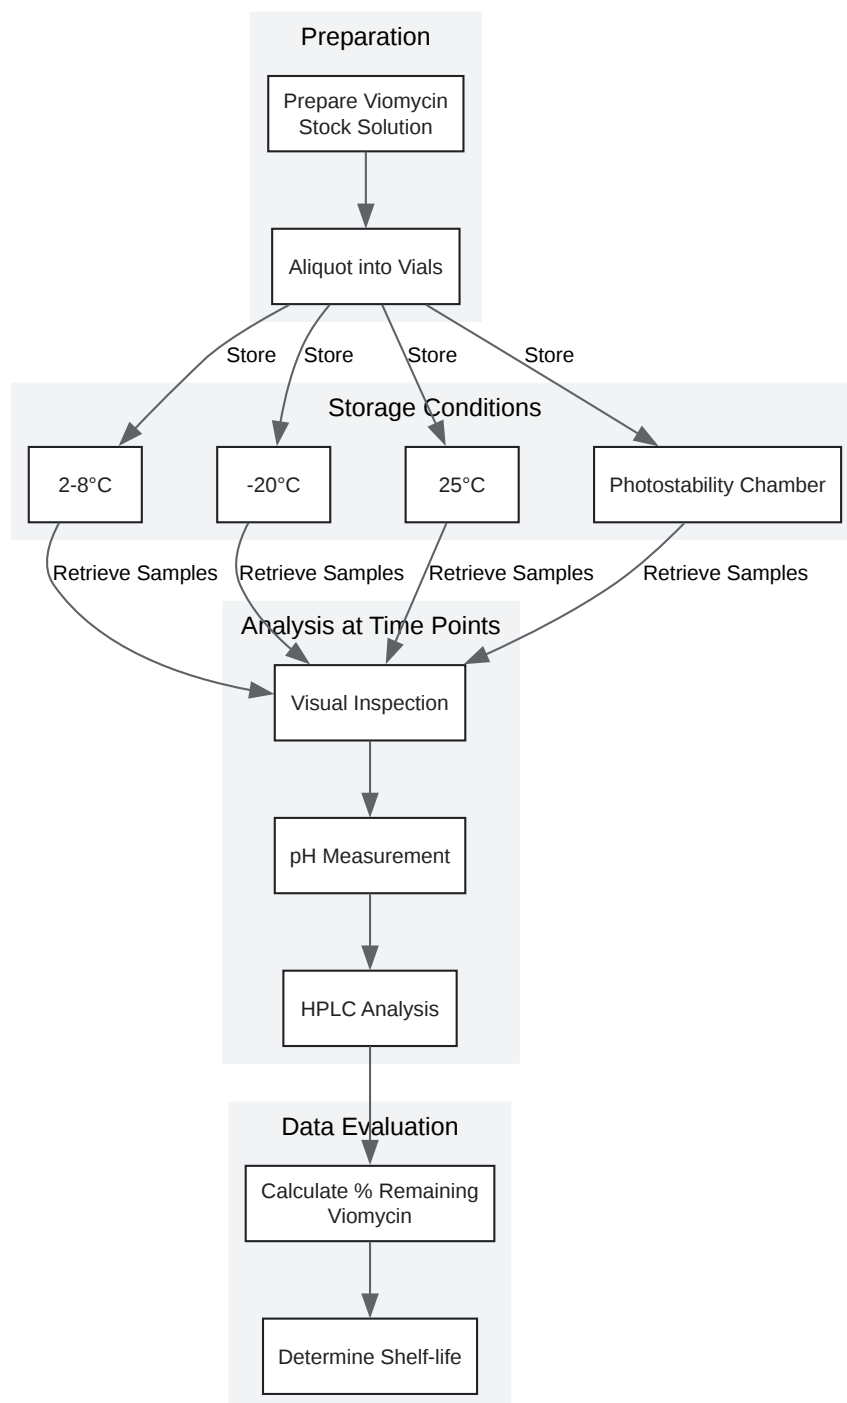 Preparation
Prepare Viomycin
Stock Solution
Aliquot into Vials
Store
Store
Store
Store
Storage Conditions
2-8°C
-20°C
25°C
Photostability Chamber
Retrieve Samples
Retrieve Samples
Retrieve Samples
Retrieve Samples
Analysis at Time Points
Visual Inspection
pH Measurement
HPLC Analysis
Data Evaluation
Calculate % Remaining
Viomycin
Determine Shelf-life